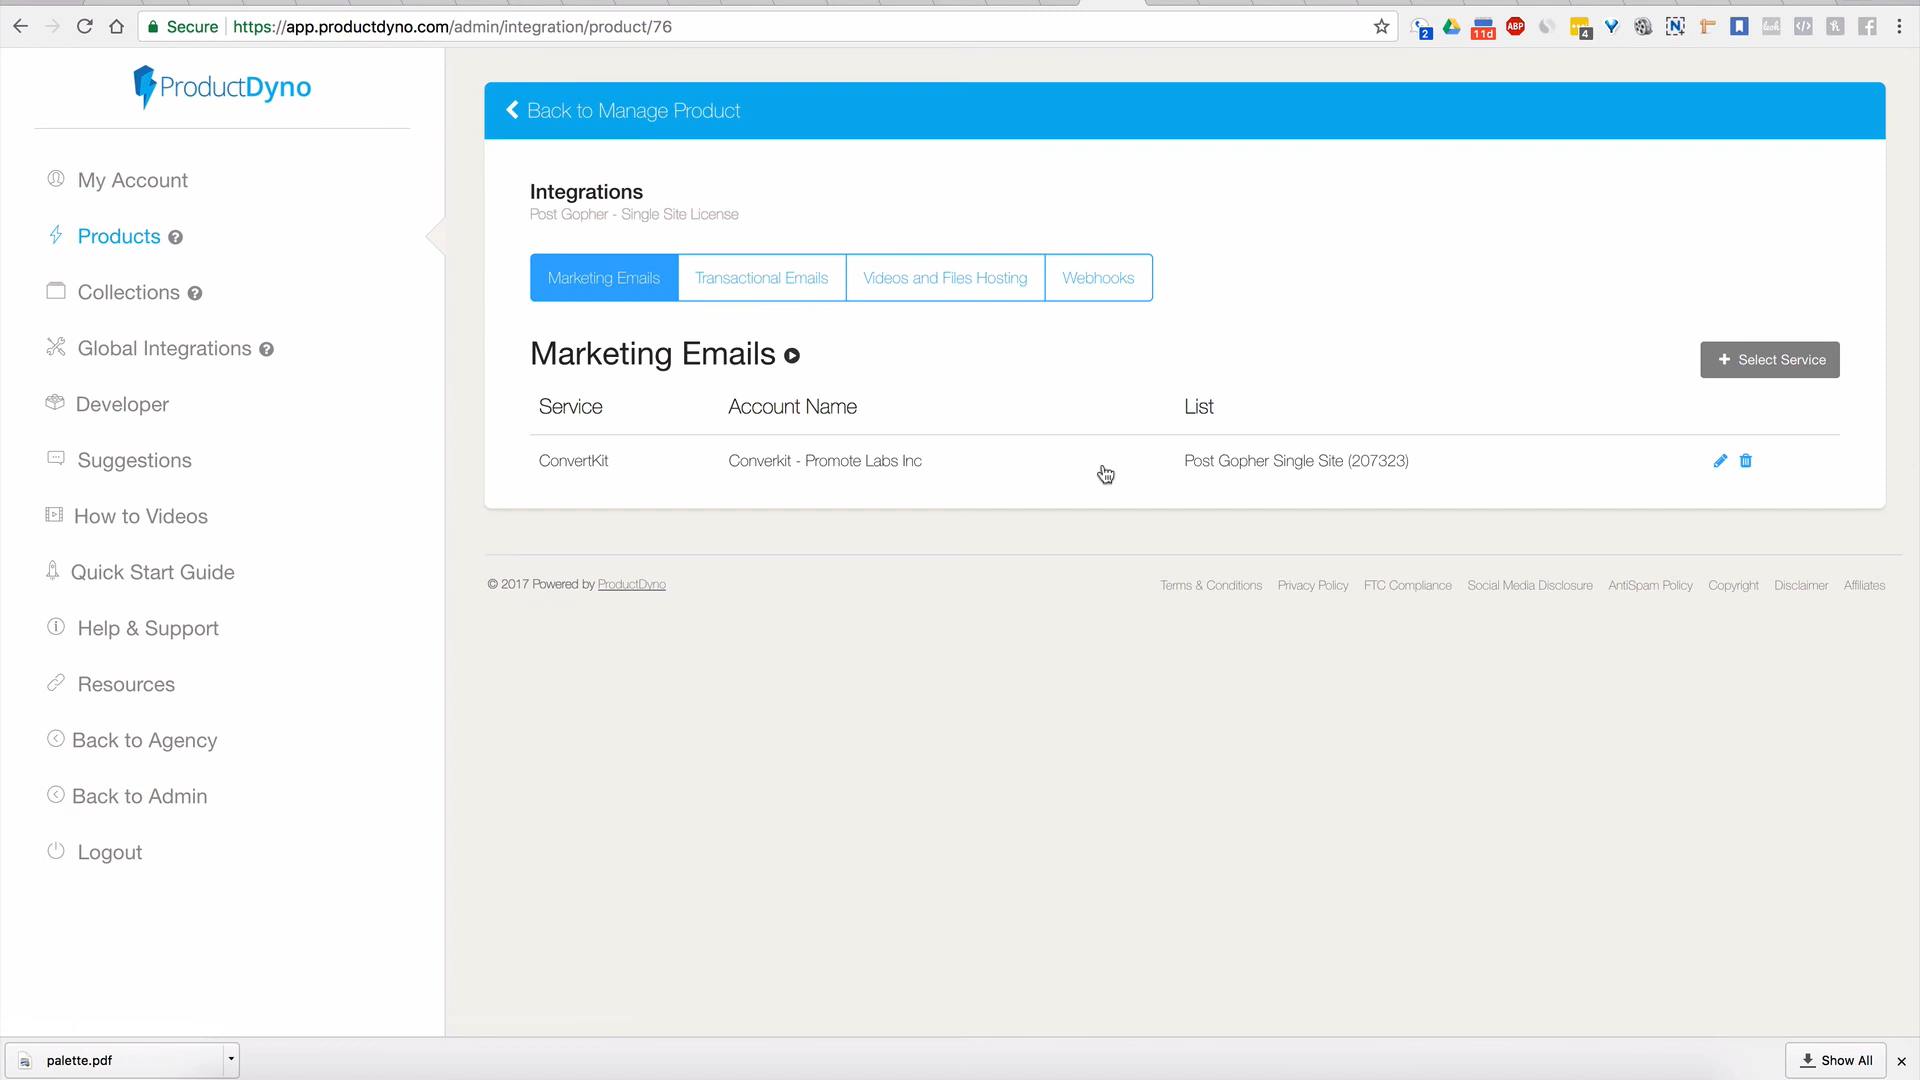 Secure https://app.productdyno.com/admin/integration/product/76
2
11d
ABP
4
ProductDyno
My Account
Products ?
Collections ?
Global Integrations ?
Developer
Suggestions
How to Videos
Quick Start Guide
Help & Support
Resources
Back to Agency
Back to Admin
Logout
Back to Manage Product
Integrations
Post Gopher - Single Site License
Marketing Emails Transactional Emails Videos and Files Hosting Webhooks
Marketing Emails
+ Select Service
Service Account Name List
ConvertKit Converkit - Promote Labs Inc Post Gopher Single Site (207323)
© 2017 Powered by ProductDyno
Terms & Conditions Privacy Policy FTC Compliance Social Media Disclosure AntiSpam Policy Copyright Disclaimer Affiliates
palette.pdf
Show All